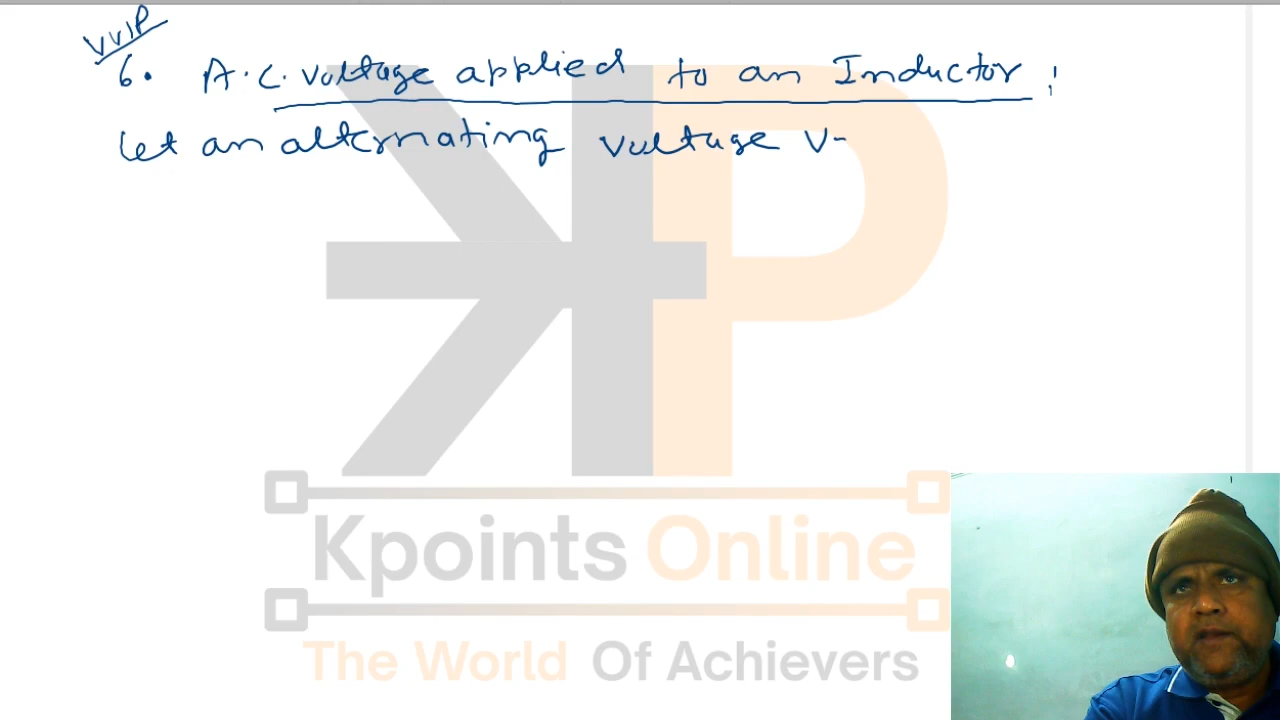 VVIP
6. A.C. Voltage applied to an Inductor :
Let an alternating voltage V=
Kpoints Online
The World Of Achievers